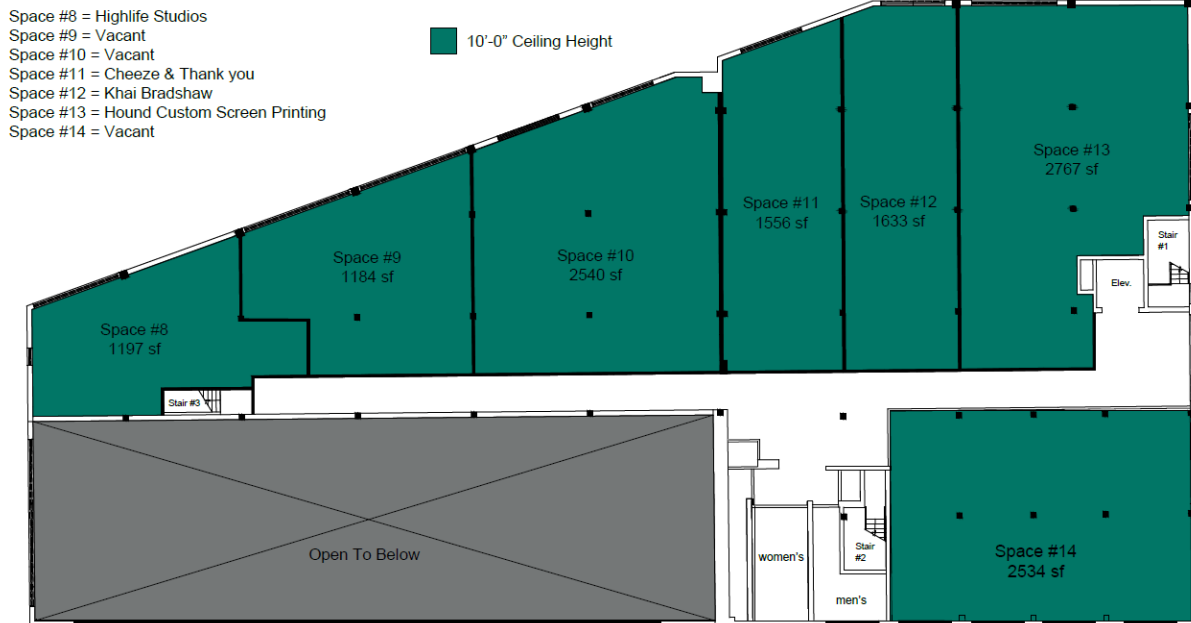 Space #8 = Highlife Studios
Space #9 = Vacant
Space #10 = Vacant
Space #11 = Cheeze & Thank you
Space #12 = Khai Bradshaw
Space #13 = Hound Custom Screen Printing
Space #14 = Vacant
10'-0" Ceiling Height
Space #13
2767 sf
Space #11
1556 sf
Space #12
1633 sf
Stair
#1
Space #9
1184 sf
Space #10
2540 sf
Elev.
Space #8
1197 sf
Stair #3
Open To Below
women's
Stair
#2
men's
Space #14
2534 sf